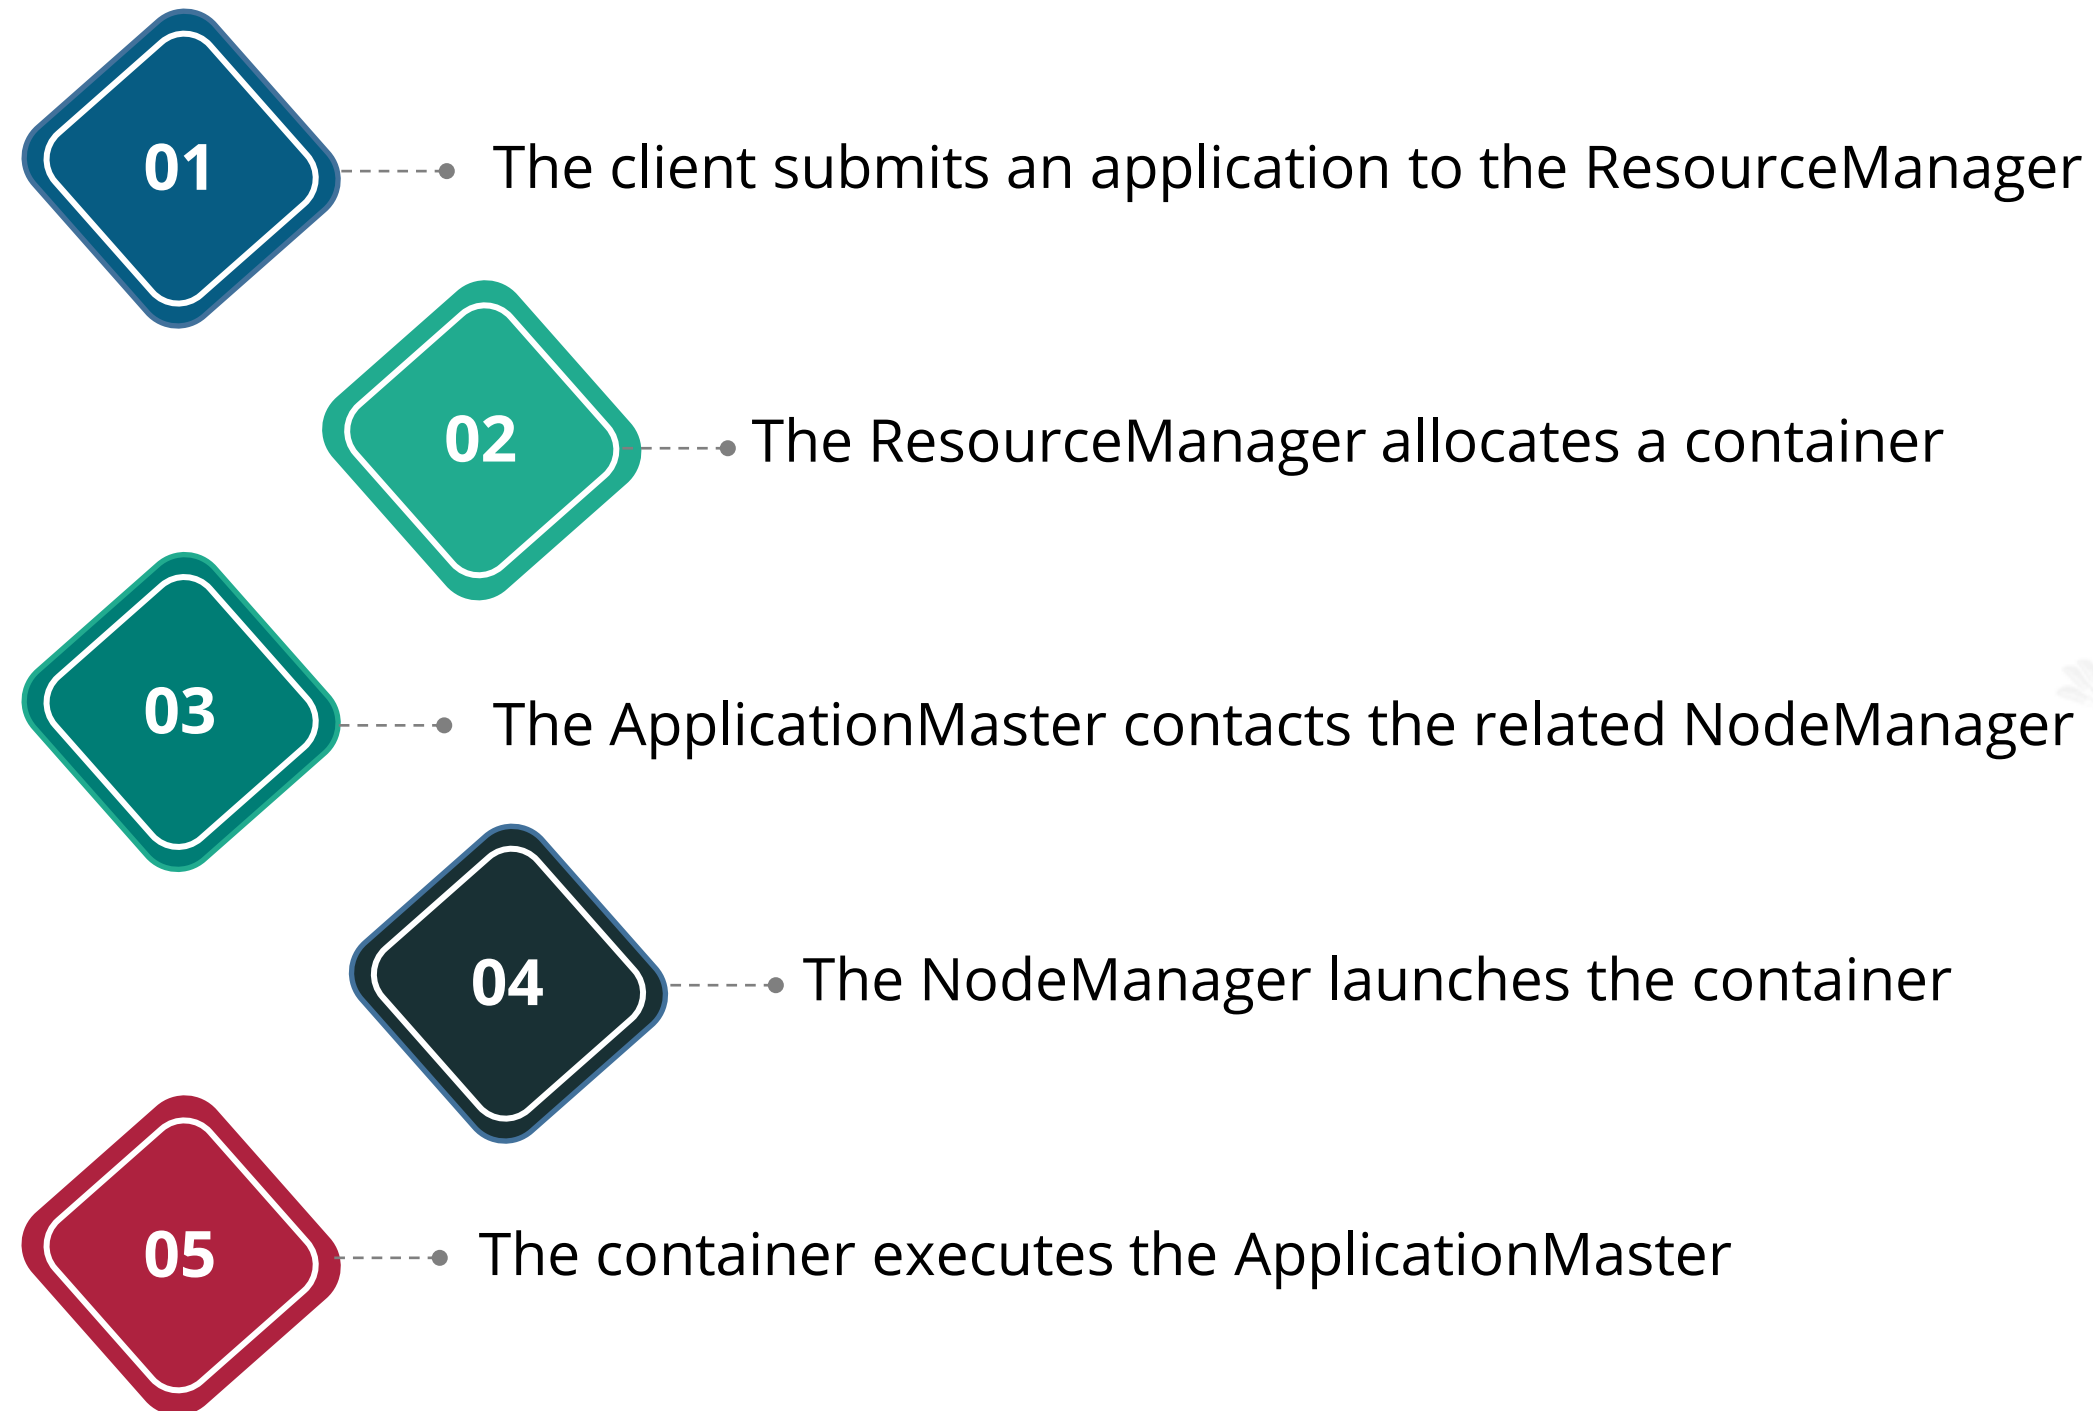 01
The client submits an application to the ResourceManager
02
The ResourceManager allocates a container
03
The ApplicationMaster contacts the related NodeManager
04
The NodeManager launches the container
05
The container executes the ApplicationMaster